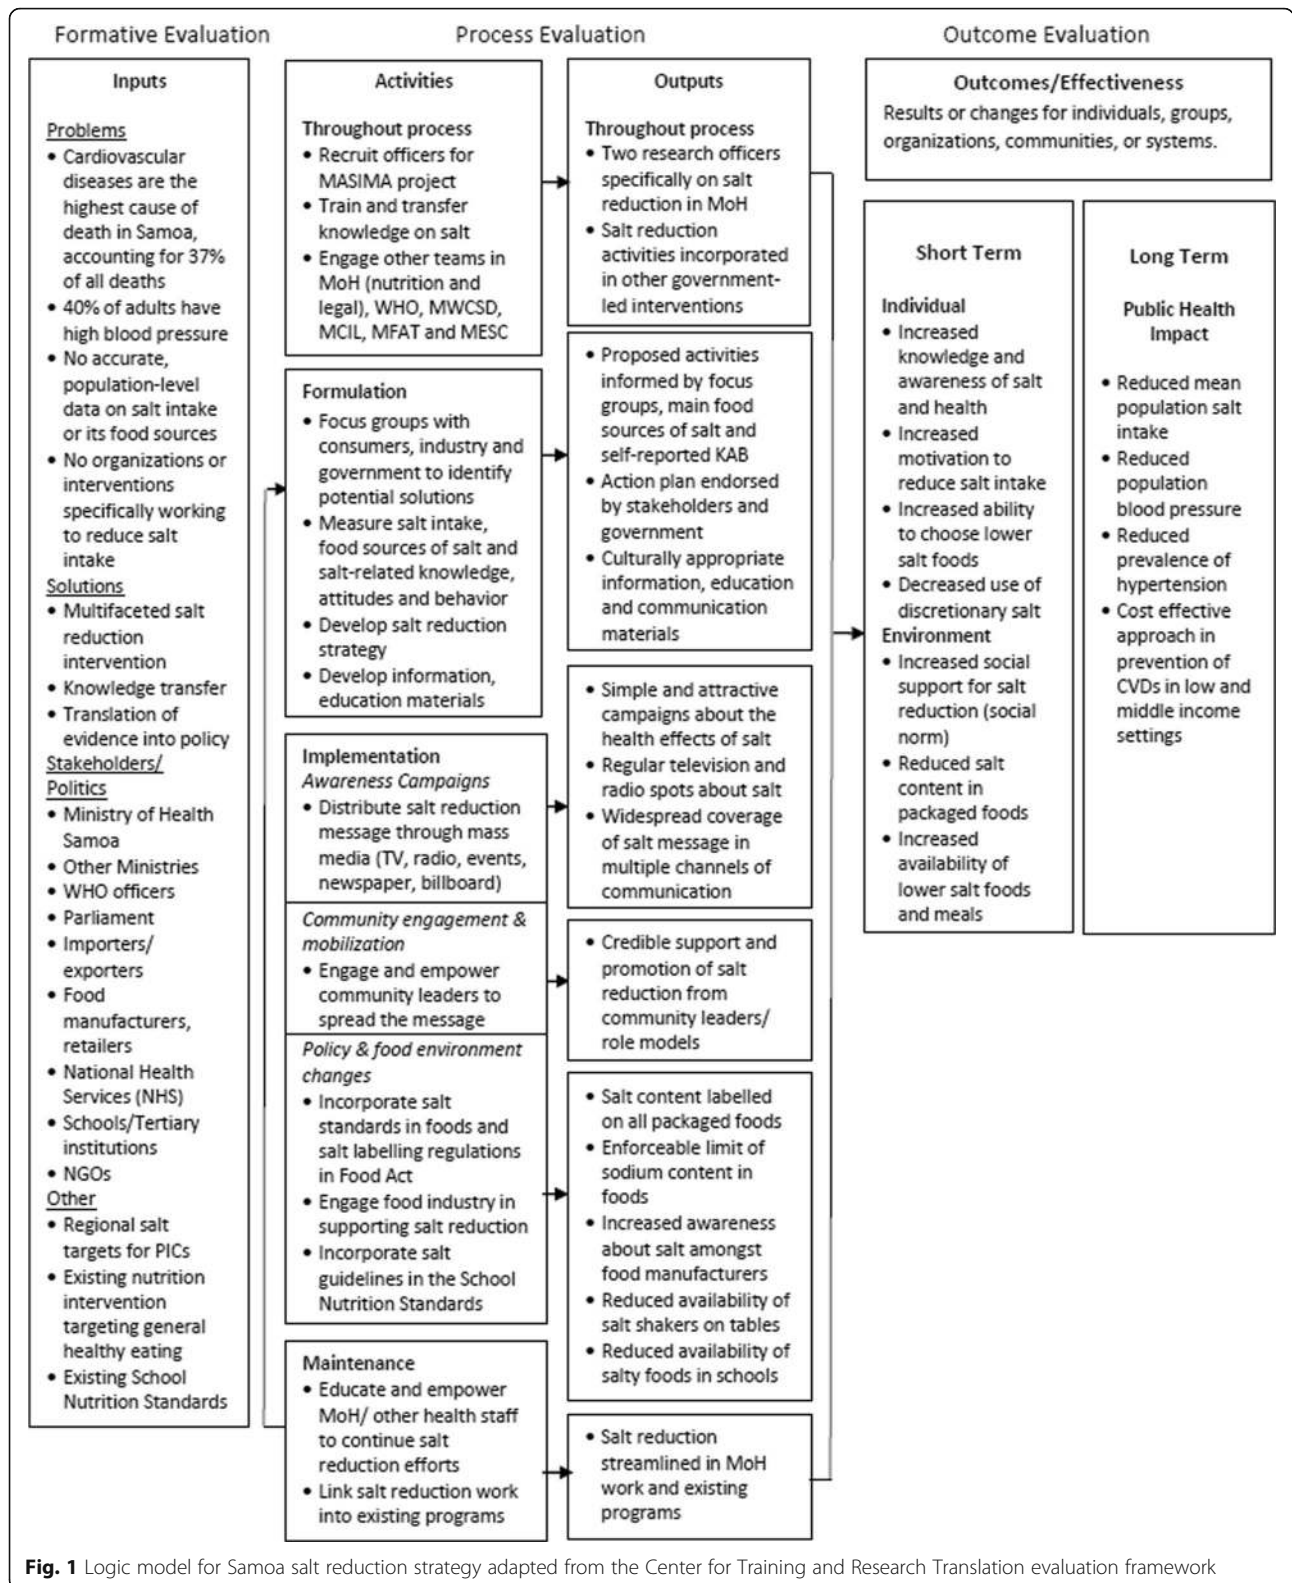 Formative Evaluation
Process Evaluation
Outcome Evaluation
Inputs
Problems
• Cardiovascular
diseases are the
highest cause of
death in Samoa,
accounting for 37%
of all deaths
• 40% of adults have
high blood pressure
• No accurate,
population-level
data on salt intake
or its food sources
• No organizations or
interventions
specifically working
to reduce salt
intake
Solutions
• Multifaceted salt
reduction
intervention
• Knowledge transfer
• Translation of
evidence into policy
Stakeholders/
Politics
• Ministry of Health
Samoa
• Other Ministries
• WHO officers
• Parliament
• Importers/
exporters
• Food
manufacturers,
retailers
• National Health
Services (NHS)
• Schools/Tertiary
institutions
• NGOs
Other
• Regional salt
targets for PICs
• Existing nutrition
intervention
targeting general
healthy eating
• Existing School
Nutrition Standards
Activities
Throughout process
• Recruit officers for
MASIMA project
• Train and transfer
knowledge on salt
• Engage other teams in
MoH (nutrition and
legal), WHO, MWCSD,
MCIL, MFAT and MESC
Formulation
• Focus groups with
consumers, industry and
government to identify
potential solutions
• Measure salt intake,
food sources of salt and
salt-related knowledge,
attitudes and behavior
• Develop salt reduction
strategy
• Develop information,
education materials
Implementation
Awareness Campaigns
• Distribute salt reduction
message through mass
media (TV, radio, events,
newspaper, billboard)
Community engagement &
mobilization
• Engage and empower
community leaders to
spread the message
Policy & food environment
changes
• Incorporate salt
standards in foods and
salt labelling regulations
in Food Act
• Engage food industry in
supporting salt reduction
• Incorporate salt
guidelines in the School
Nutrition Standards
Maintenance
• Educate and empower
MoH/ other health staff
to continue salt
reduction efforts
• Link salt reduction work
into existing programs
Outputs
Throughout process
• Two research officers
specifically on salt
reduction in MoH
• Salt reduction
activities incorporated
in other government-
led interventions
• Proposed activities
informed by focus
groups, main food
sources of salt and
self-reported KAB
• Action plan endorsed
by stakeholders and
government
• Culturally appropriate
information, education
and communication
materials
• Simple and attractive
campaigns about the
health effects of salt
• Regular television and
radio spots about salt
• Widespread coverage
of salt message in
multiple channels of
communication
• Credible support and
promotion of salt
reduction from
community leaders/
role models
• Salt content labelled
on all packaged foods
• Enforceable limit of
sodium content in
foods
• Increased awareness
about salt amongst
food manufacturers
• Reduced availability of
salt shakers on tables
• Reduced availability of
salty foods in schools
• Salt reduction
streamlined in MoH
work and existing
programs
Outcomes/Effectiveness
Results or changes for individuals, groups,
organizations, communities, or systems.
Short Term
Individual
• Increased
knowledge and
awareness of salt
and health
• Increased
motivation to
reduce salt intake
• Increased ability
to choose lower
salt foods
• Decreased use of
discretionary salt
Environment
• Increased social
support for salt
reduction (social
norm)
• Reduced salt
content in
packaged foods
• Increased
availability of
lower salt foods
and meals
Long Term
Public Health
Impact
• Reduced mean
population salt
intake
• Reduced
population
blood pressure
• Reduced
prevalence of
hypertension
• Cost effective
approach in
prevention of
CVDs in low and
middle income
settings
Fig. 1 Logic model for Samoa salt reduction strategy adapted from the Center for Training and Research Translation evaluation framework